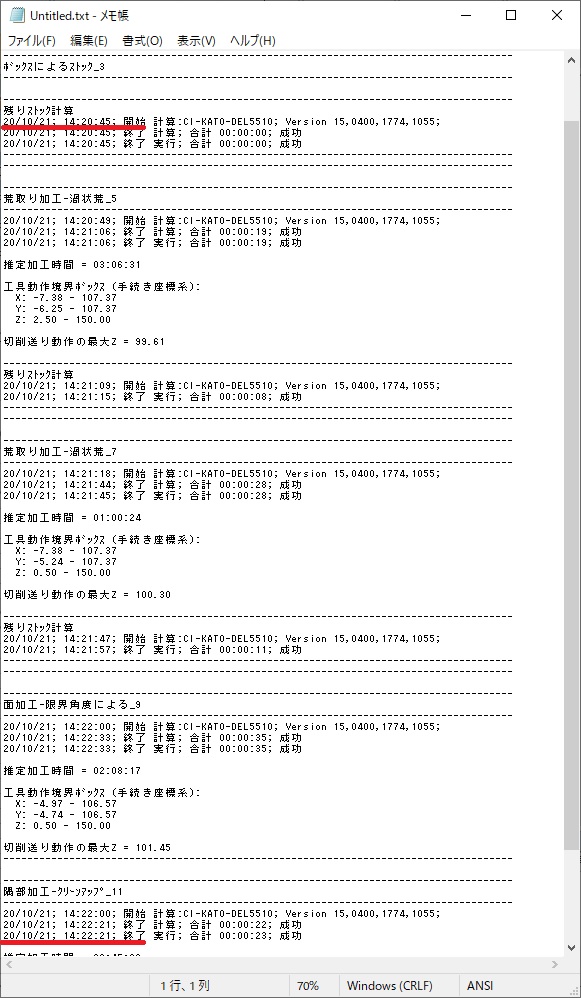 Untitled.txt - メモ帳
ファイル(F) 編集(E) 書式(O) 表示(V) ヘルプ(H)
ﾎﾞｯｸｽによるｽﾄｯｸ_3
残りｽﾄｯｸ計算
20/10/21; 14:20:45; 開始 計算:CI-KATO-DEL5510; Version 15,0400,1774,1055;
20/10/21; 14:20:45; 終了 計算; 合計 00:00:00; 成功
20/10/21; 14:20:45; 終了 実行; 合計 00:00:00; 成功
荒取り加工-渦状荒_5
20/10/21; 14:20:49; 開始 計算:CI-KATO-DEL5510; Version 15,0400,1774,1055;
20/10/21; 14:21:06; 終了 計算; 合計 00:00:19; 成功
20/10/21; 14:21:06; 終了 実行; 合計 00:00:19; 成功
推定加工時間 = 03:06:31
工具動作境界ﾎﾞｯｸｽ (手続き座標系):
X: -7.38 - 107.37
Y: -6.25 - 107.37
Z: 2.50 - 150.00
切削送り動作の最大Z = 99.61
残りｽﾄｯｸ計算
20/10/21; 14:21:09; 開始 計算:CI-KATO-DEL5510; Version 15,0400,1774,1055;
20/10/21; 14:21:15; 終了 実行; 合計 00:00:08; 成功
荒取り加工-渦状荒_7
20/10/21; 14:21:18; 開始 計算:CI-KATO-DEL5510; Version 15,0400,1774,1055;
20/10/21; 14:21:44; 終了 計算; 合計 00:00:28; 成功
20/10/21; 14:21:45; 終了 実行; 合計 00:00:28; 成功
推定加工時間 = 01:00:24
工具動作境界ﾎﾞｯｸｽ (手続き座標系):
X: -7.38 - 107.37
Y: -5.24 - 107.37
Z: 0.50 - 150.00
切削送り動作の最大Z = 100.30
残りｽﾄｯｸ計算
20/10/21; 14:21:47; 開始 計算:CI-KATO-DEL5510; Version 15,0400,1774,1055;
20/10/21; 14:21:57; 終了 実行; 合計 00:00:11; 成功
面加工-限界角度による_9
20/10/21; 14:22:00; 開始 計算:CI-KATO-DEL5510; Version 15,0400,1774,1055;
20/10/21; 14:22:33; 終了 計算; 合計 00:00:35; 成功
20/10/21; 14:22:33; 終了 実行; 合計 00:00:35; 成功
推定加工時間 = 02:08:17
工具動作境界ﾎﾞｯｸｽ (手続き座標系):
X: -4.97 - 106.57
Y: -4.74 - 106.57
Z: 0.50 - 150.00
切削送り動作の最大Z = 101.45
隅部加工-ｸﾘｰﾝｱｯﾌﾟ_11
20/10/21; 14:22:00; 開始 計算:CI-KATO-DEL5510; Version 15,0400,1774,1055;
20/10/21; 14:22:21; 終了 計算; 合計 00:00:22; 成功
20/10/21; 14:22:21; 終了 実行; 合計 00:00:23; 成功
1 行、1 列 70% Windows (CRLF) ANSI